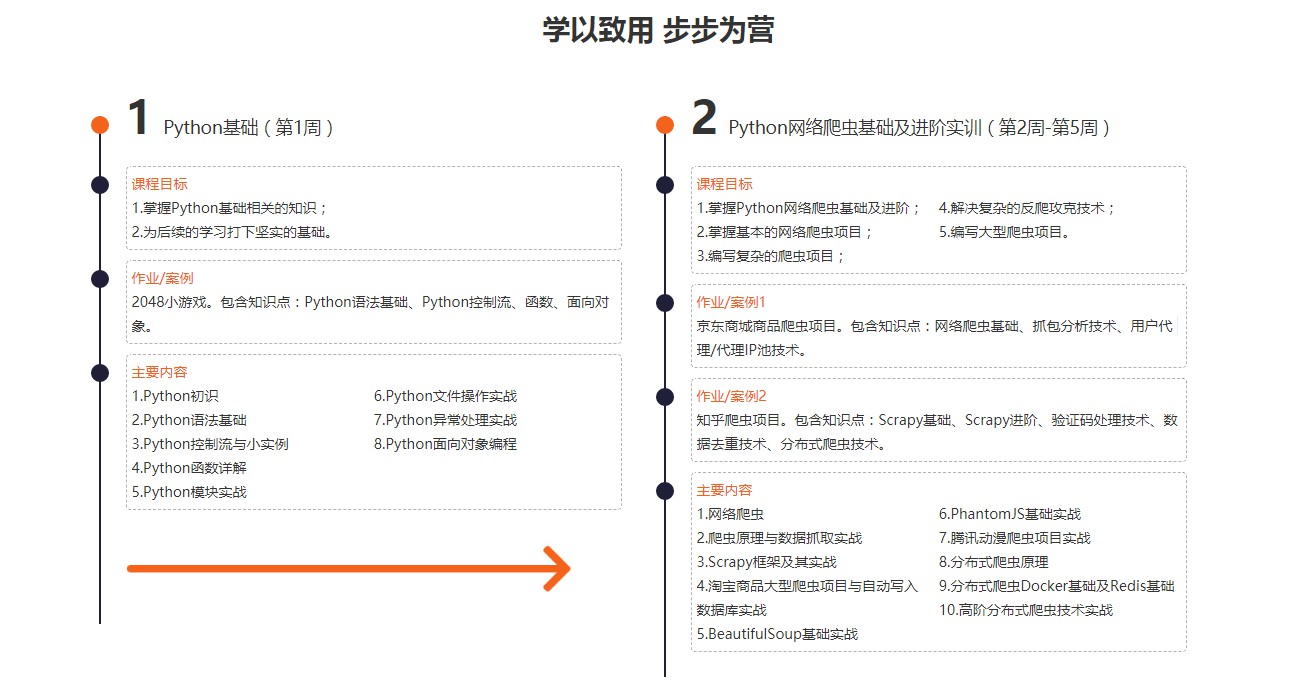 学以致用 步步为营
1 Python基础（第1周）
课程目标
1.掌握Python基础相关的知识；
2.为后续的学习打下坚实的基础。
作业/案例
2048小游戏。包含知识点：Python语法基础、Python控制流、函数、面向对
象。
主要内容
1.Python初识
2.Python语法基础
3.Python控制流与小实例
4.Python函数详解
5.Python模块实战
6.Python文件操作实战
7.Python异常处理实战
8.Python面向对象编程
2 Python网络爬虫基础及进阶实训（第2周-第5周）
课程目标
1.掌握Python网络爬虫基础及进阶；
2.掌握基本的网络爬虫项目；
3.编写复杂的爬虫项目；
4.解决复杂的反爬攻克技术；
5.编写大型爬虫项目。
作业/案例1
京东商城商品爬虫项目。包含知识点：网络爬虫基础、抓包分析技术、用户代
理/代理IP池技术。
作业/案例2
知乎爬虫项目。包含知识点：Scrapy基础、Scrapy进阶、验证码处理技术、数
据去重技术、分布式爬虫技术。
主要内容
1.网络爬虫
2.爬虫原理与数据抓取实战
3.Scrapy框架及其实战
4.淘宝商品大型爬虫项目与自动写入
数据库实战
5.BeautifulSoup基础实战
6.PhantomJS基础实战
7.腾讯动漫爬虫项目实战
8.分布式爬虫原理
9.分布式爬虫Docker基础及Redis基础
10.高阶分布式爬虫技术实战